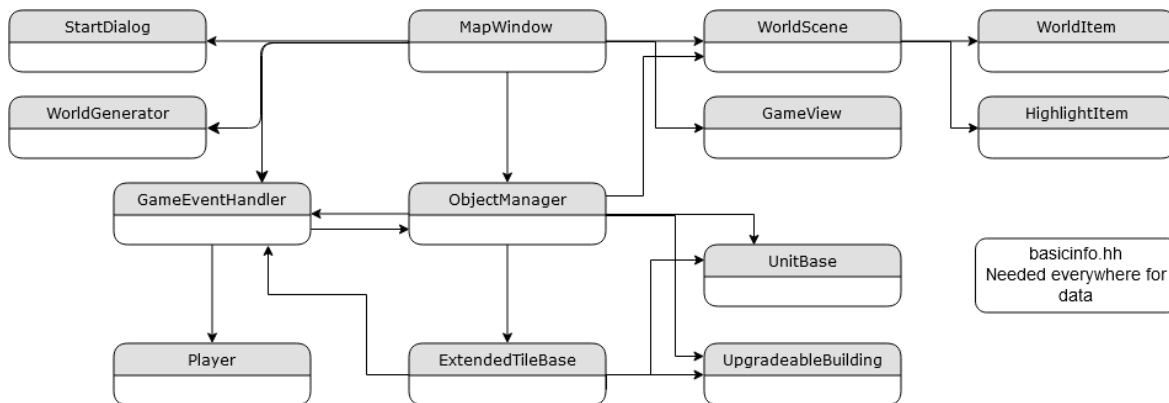 StartDialog
MapWindow
WorldScene
WorldItem
WorldGenerator
GameView
HighlightItem
GameEventHandler
ObjectManager
UnitBase
basicinfo.hh
Needed everywhere for
data
Player
ExtendedTileBase
UpgradeableBuilding